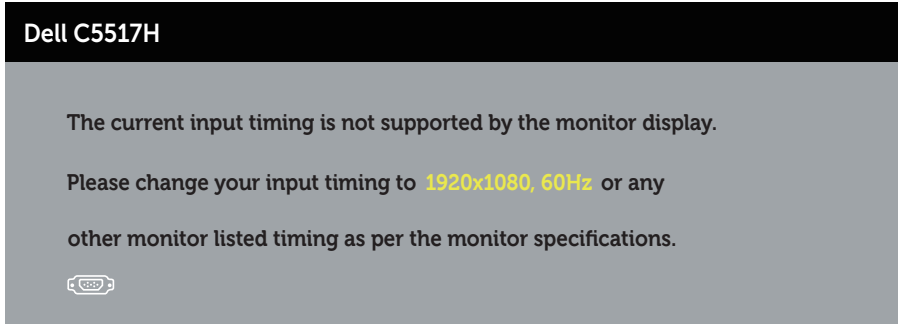 Dell C5517H
The current input timing is not supported by the monitor display.
Please change your input timing to 1920x1080, 60Hz or any
other monitor listed timing as per the monitor specifications.